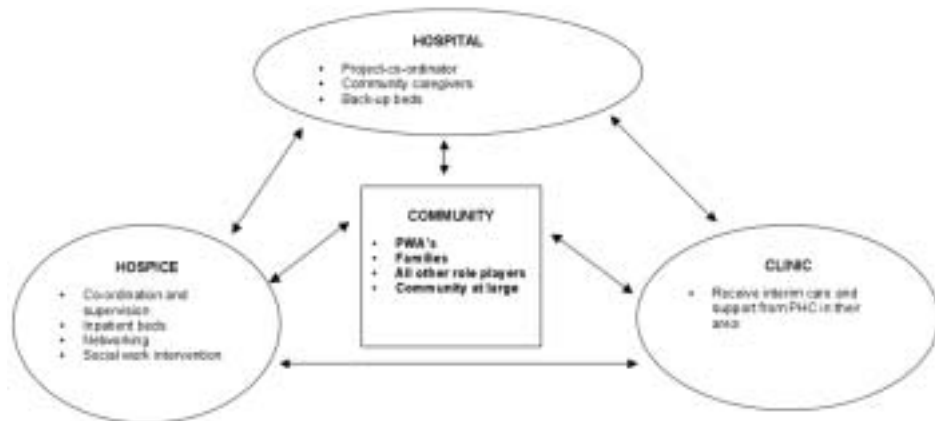 HOSPITAL
• Project-co-ordinator
• Community caregivers
• Back-up beds
COMMUNITY
• PWA's
• Families
• All other role players
• Community at large
HOSPICE
• Co-ordination and
supervision
• Inpatient beds
• Networking
• Social work intervention
CLINIC
• Receive interim care and
support from PHC in their
area